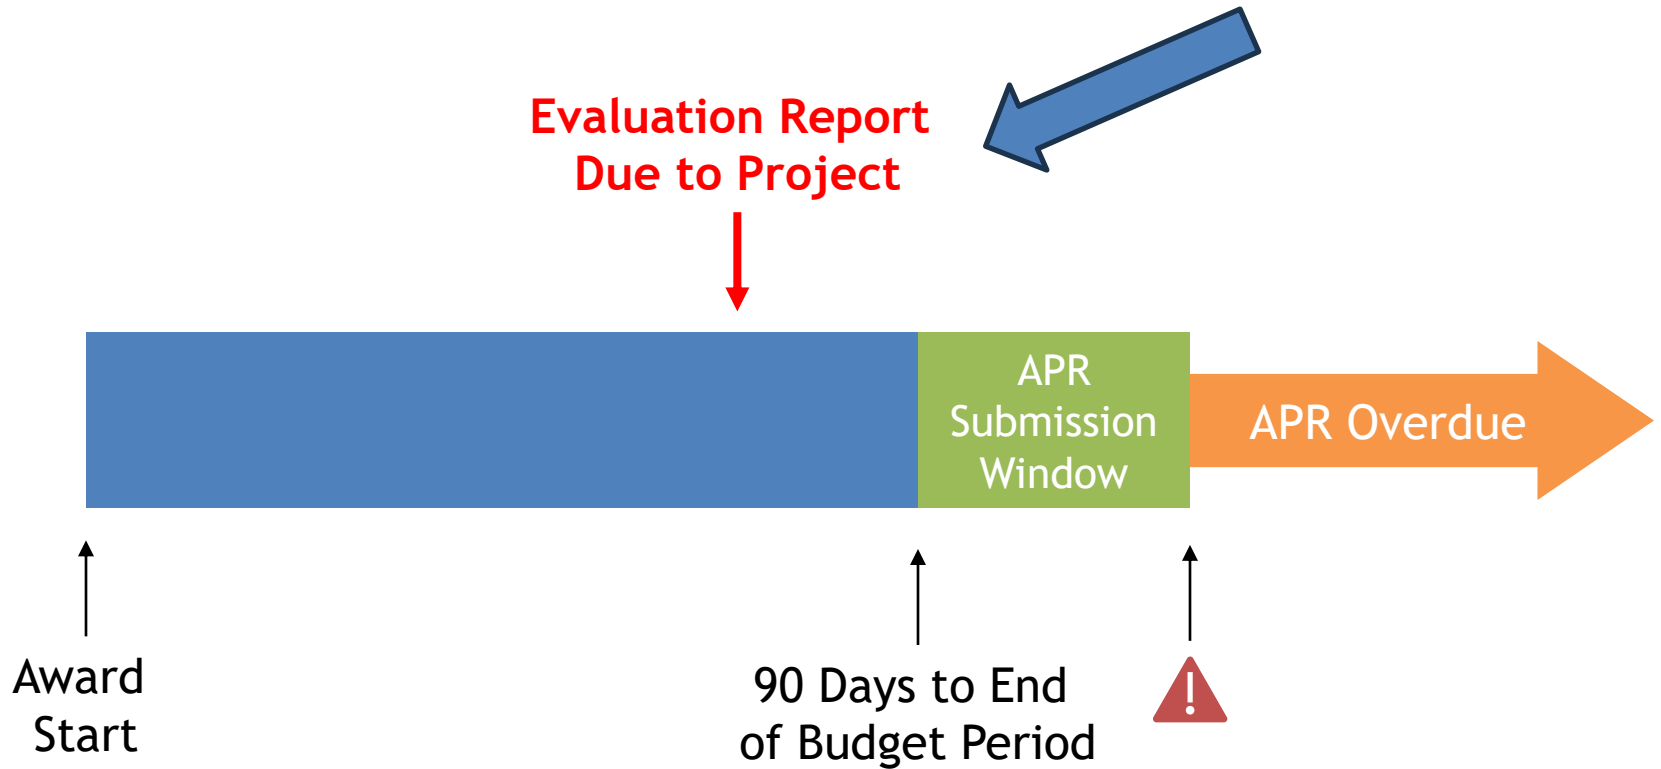 Evaluation Report
Due to Project
APR
Submission
Window
APR Overdue
Award
Start
90 Days to End
of Budget Period
!